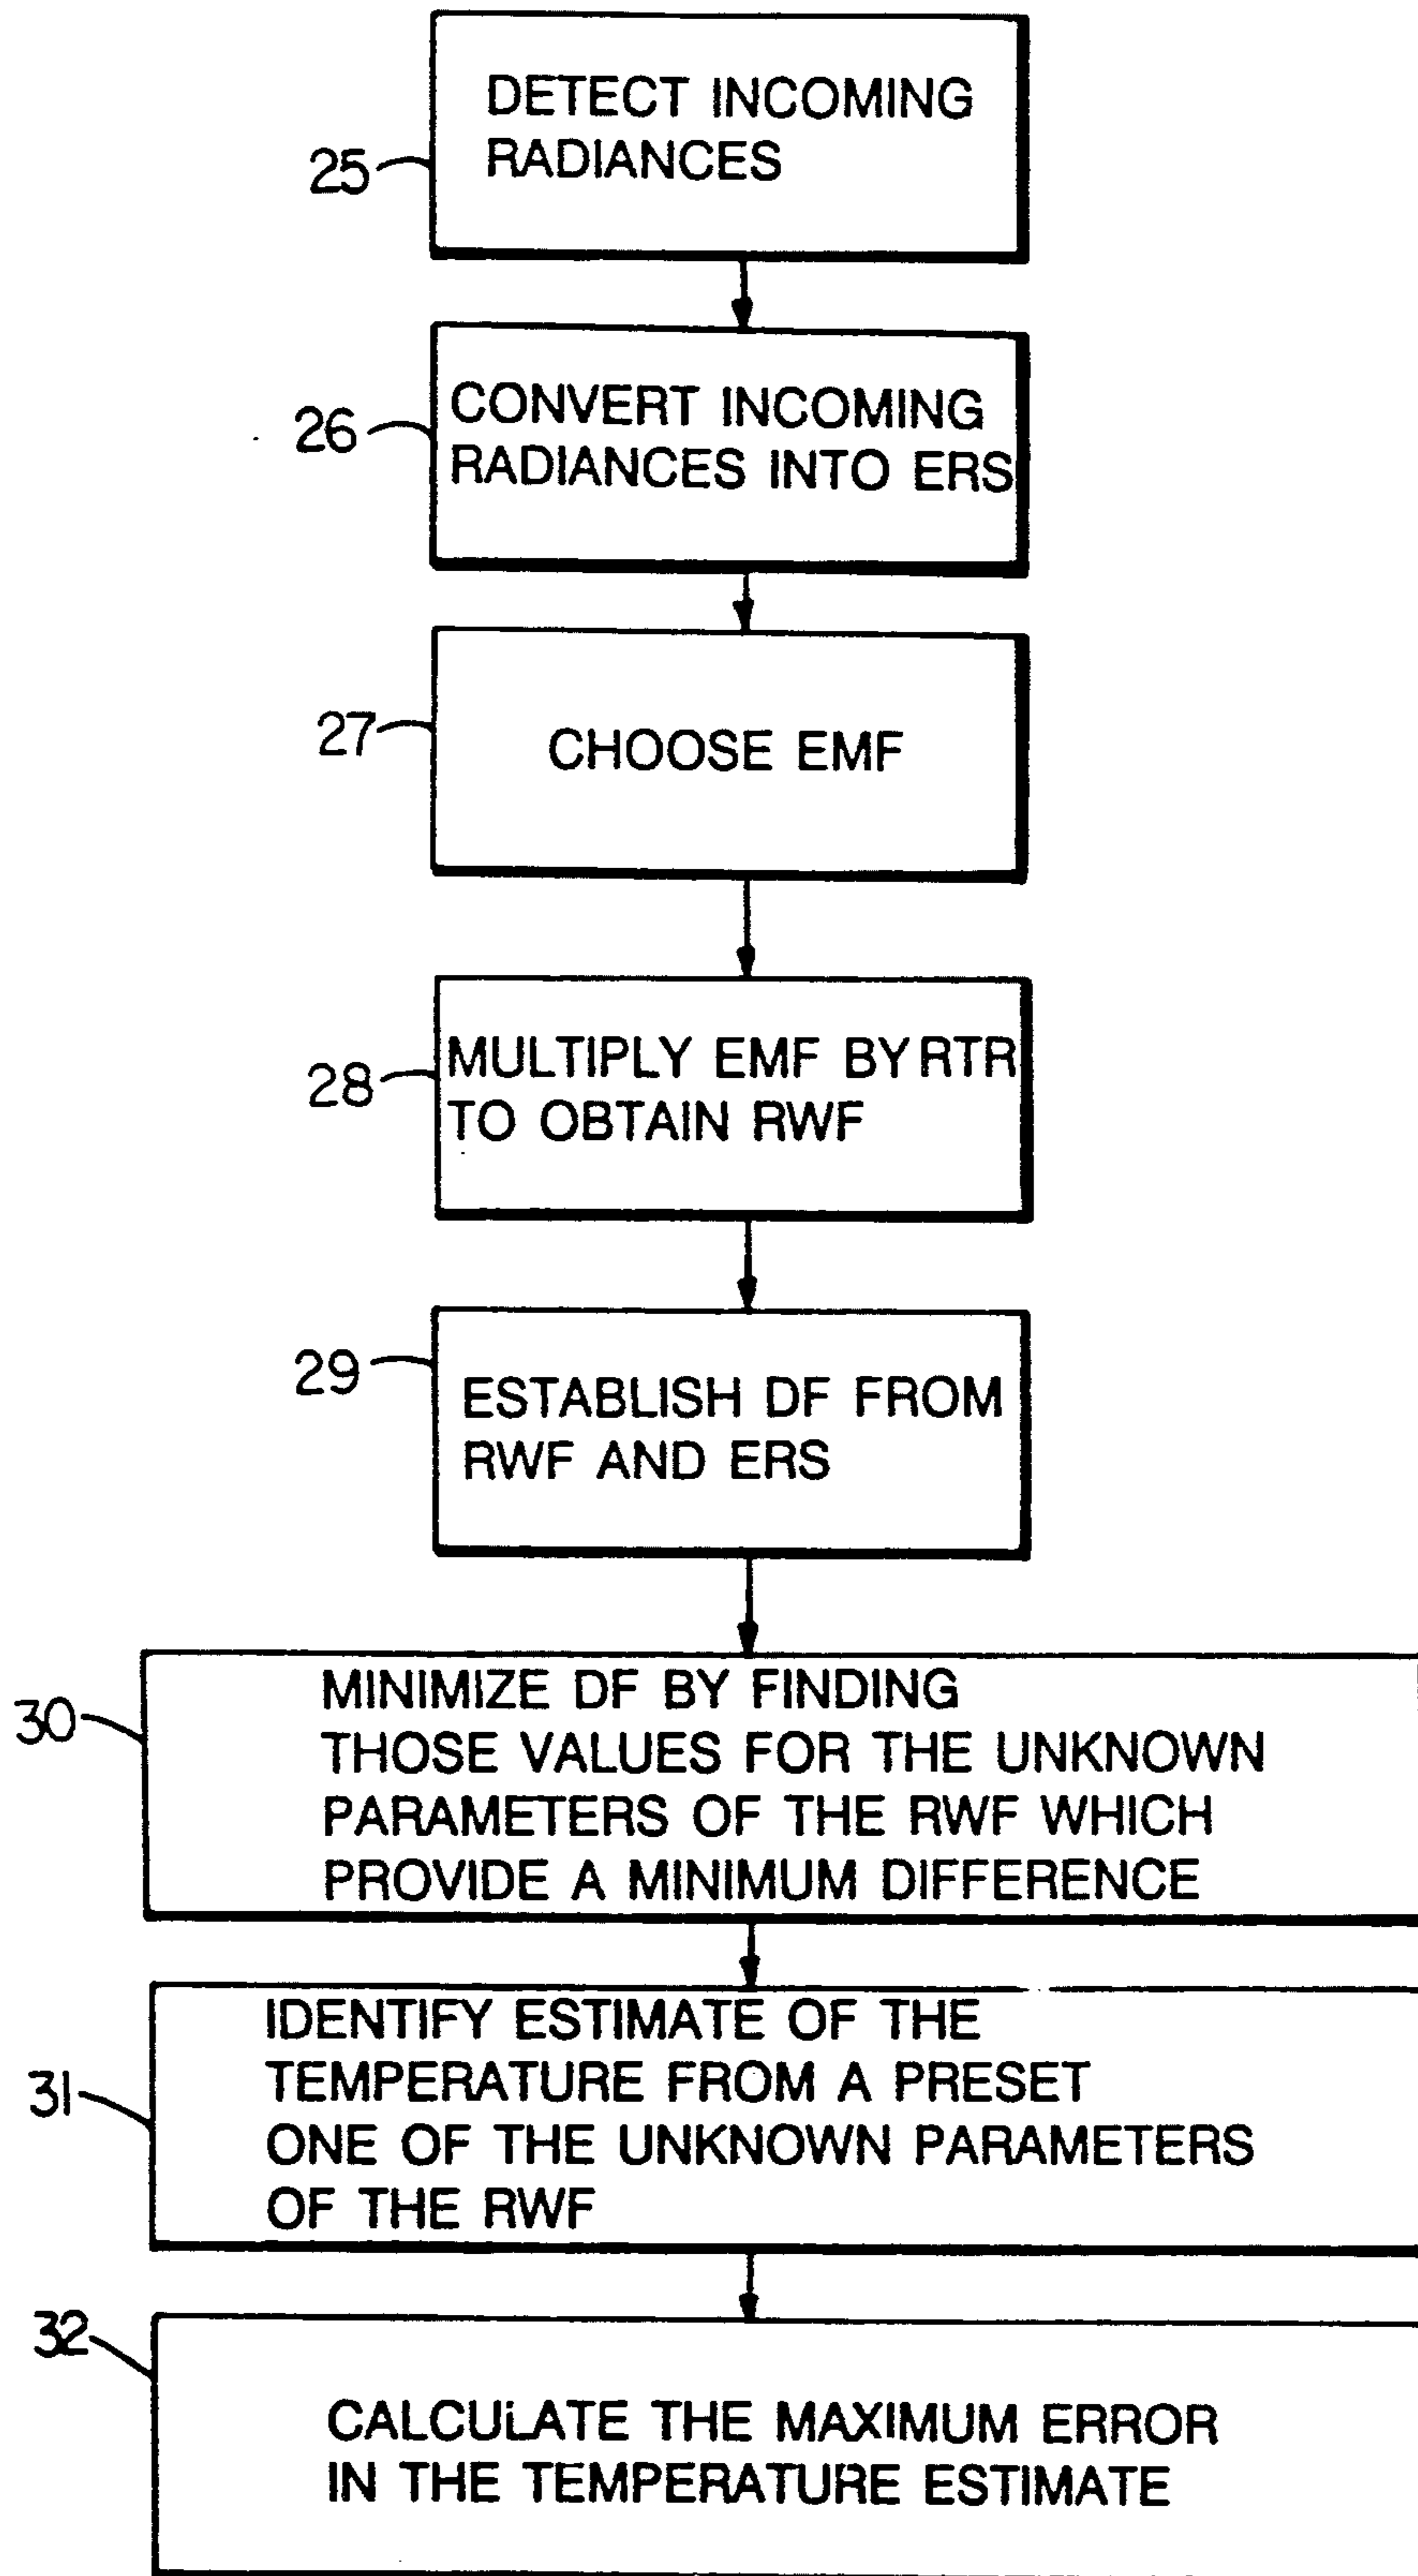 DETECT INCOMING
RADIANCES
25
CONVERT INCOMING
RADIANCES INTO ERS
26
CHOOSE EMF
27
MULTIPLY EMF BY RTR
TO OBTAIN RWF
28
ESTABLISH DF FROM
RWF AND ERS
29
MINIMIZE DF BY FINDING
THOSE VALUES FOR THE UNKNOWN
PARAMETERS OF THE RWF WHICH
PROVIDE A MINIMUM DIFFERENCE
30
IDENTIFY ESTIMATE OF THE
TEMPERATURE FROM A PRESET
ONE OF THE UNKNOWN PARAMETERS
OF THE RWF
31
CALCULATE THE MAXIMUM ERROR
IN THE TEMPERATURE ESTIMATE
32